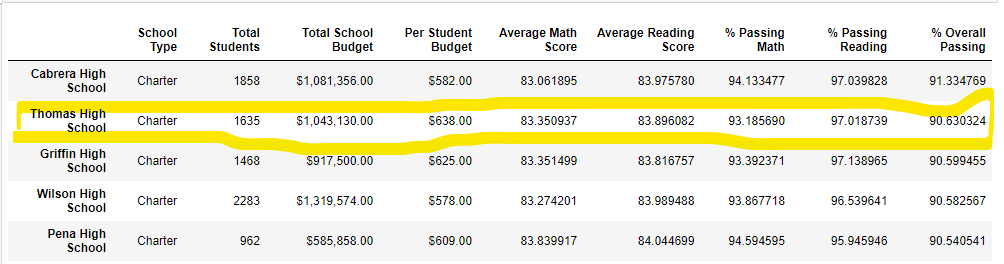 School Type Total Students Total School Budget Per Student Budget Average Math Score Average Reading Score % Passing Math % Passing Reading % Overall Passing
Cabrera High School Charter 1858 $1,081,356.00 $582.00 83.061895 83.975780 94.133477 97.039828 91.334769
Thomas High School Charter 1635 $1,043,130.00 $638.00 83.350937 83.896082 93.185690 97.018739 90.630324
Griffin High School Charter 1468 $917,500.00 $625.00 83.351499 83.816757 93.392371 97.138965 90.599455
Wilson High School Charter 2283 $1,319,574.00 $578.00 83.274201 83.989488 93.867718 96.539641 90.582567
Pena High School Charter 962 $585,858.00 $609.00 83.839917 84.044699 94.594595 95.945946 90.540541